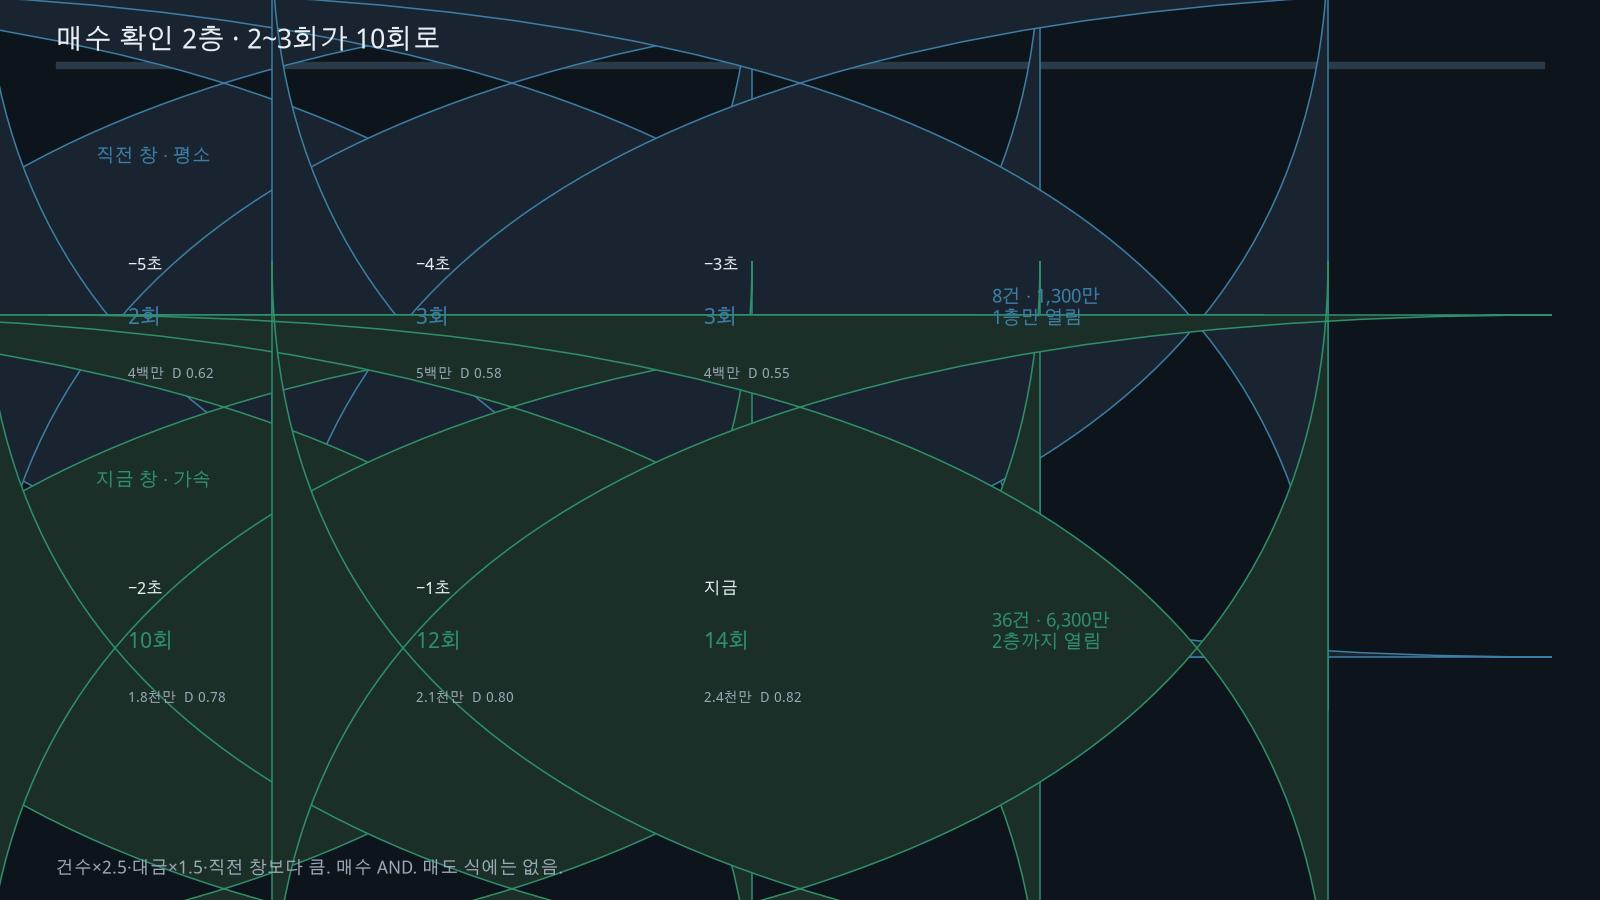 매수 확인 2층 · 2~3회가 10회로
직전 창 · 평소
−5초
−4초
−3초
2회
3회
3회
8건 · 1,300만
1층만 열림
4백만 D 0.62
5백만 D 0.58
4백만 D 0.55
지금 창 · 가속
−2초
−1초
지금
10회
12회
14회
36건 · 6,300만
2층까지 열림
1.8천만 D 0.78
2.1천만 D 0.80
2.4천만 D 0.82
건수×2.5·대금×1.5·직전 창보다 큼. 매수 AND. 매도 식에는 없음.